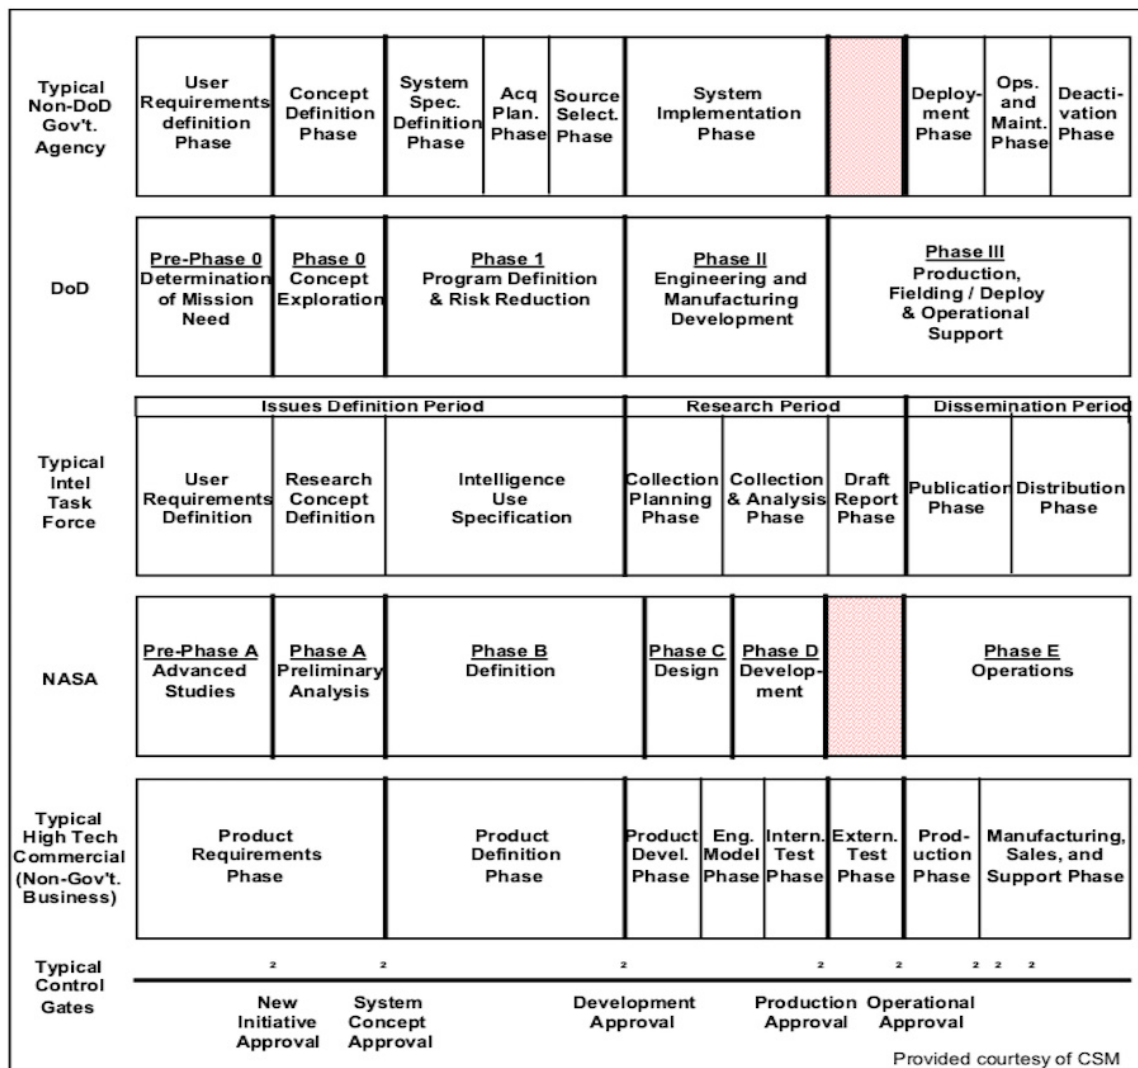 Typical
Non-DoD
Gov't.
Agency
User
Requirements
definition
Phase
Concept
Definition
Phase
System
Spec.
Definition
Phase
Acq
Plan.
Phase
Source
Select.
Phase
System
Implementation
Phase
Deploy-
ment
Phase
Ops.
and
Maint.
Phase
Deacti-
vation
Phase
DoD
Pre-Phase 0
Determination
of Mission
Need
Phase 0
Concept
Exploration
Phase 1
Program Definition
& Risk Reduction
Phase II
Engineering and
Manufacturing
Development
Phase III
Production,
Fielding / Deploy
& Operational
Support
Issues Definition Period
Research Period
Dissemination Period
Typical
Intel
Task
Force
User
Requirements
Definition
Research
Concept
Definition
Intelligence
Use
Specification
Collection
Planning
Phase
Collection
& Analysis
Phase
Draft
Report
Phase
Publication
Phase
Distribution
Phase
NASA
Pre-Phase A
Advanced
Studies
Phase A
Preliminary
Analysis
Phase B
Definition
Phase C
Design
Phase D
Develop-
ment
Phase E
Operations
Typical
High Tech
Commercial
(Non-Gov't.
Business)
Product
Requirements
Phase
Product
Definition
Phase
Product
Devel.
Phase
Eng.
Model
Phase
Intern.
Test
Phase
Extern.
Test
Phase
Prod-
uction
Phase
Manufacturing,
Sales, and
Support Phase
Typical
Control
Gates
² ² ² ² ² ² ² ²
New
Initiative
Approval
System
Concept
Approval
Development
Approval
Production
Approval
Operational
Approval
Provided courtesy of CSM